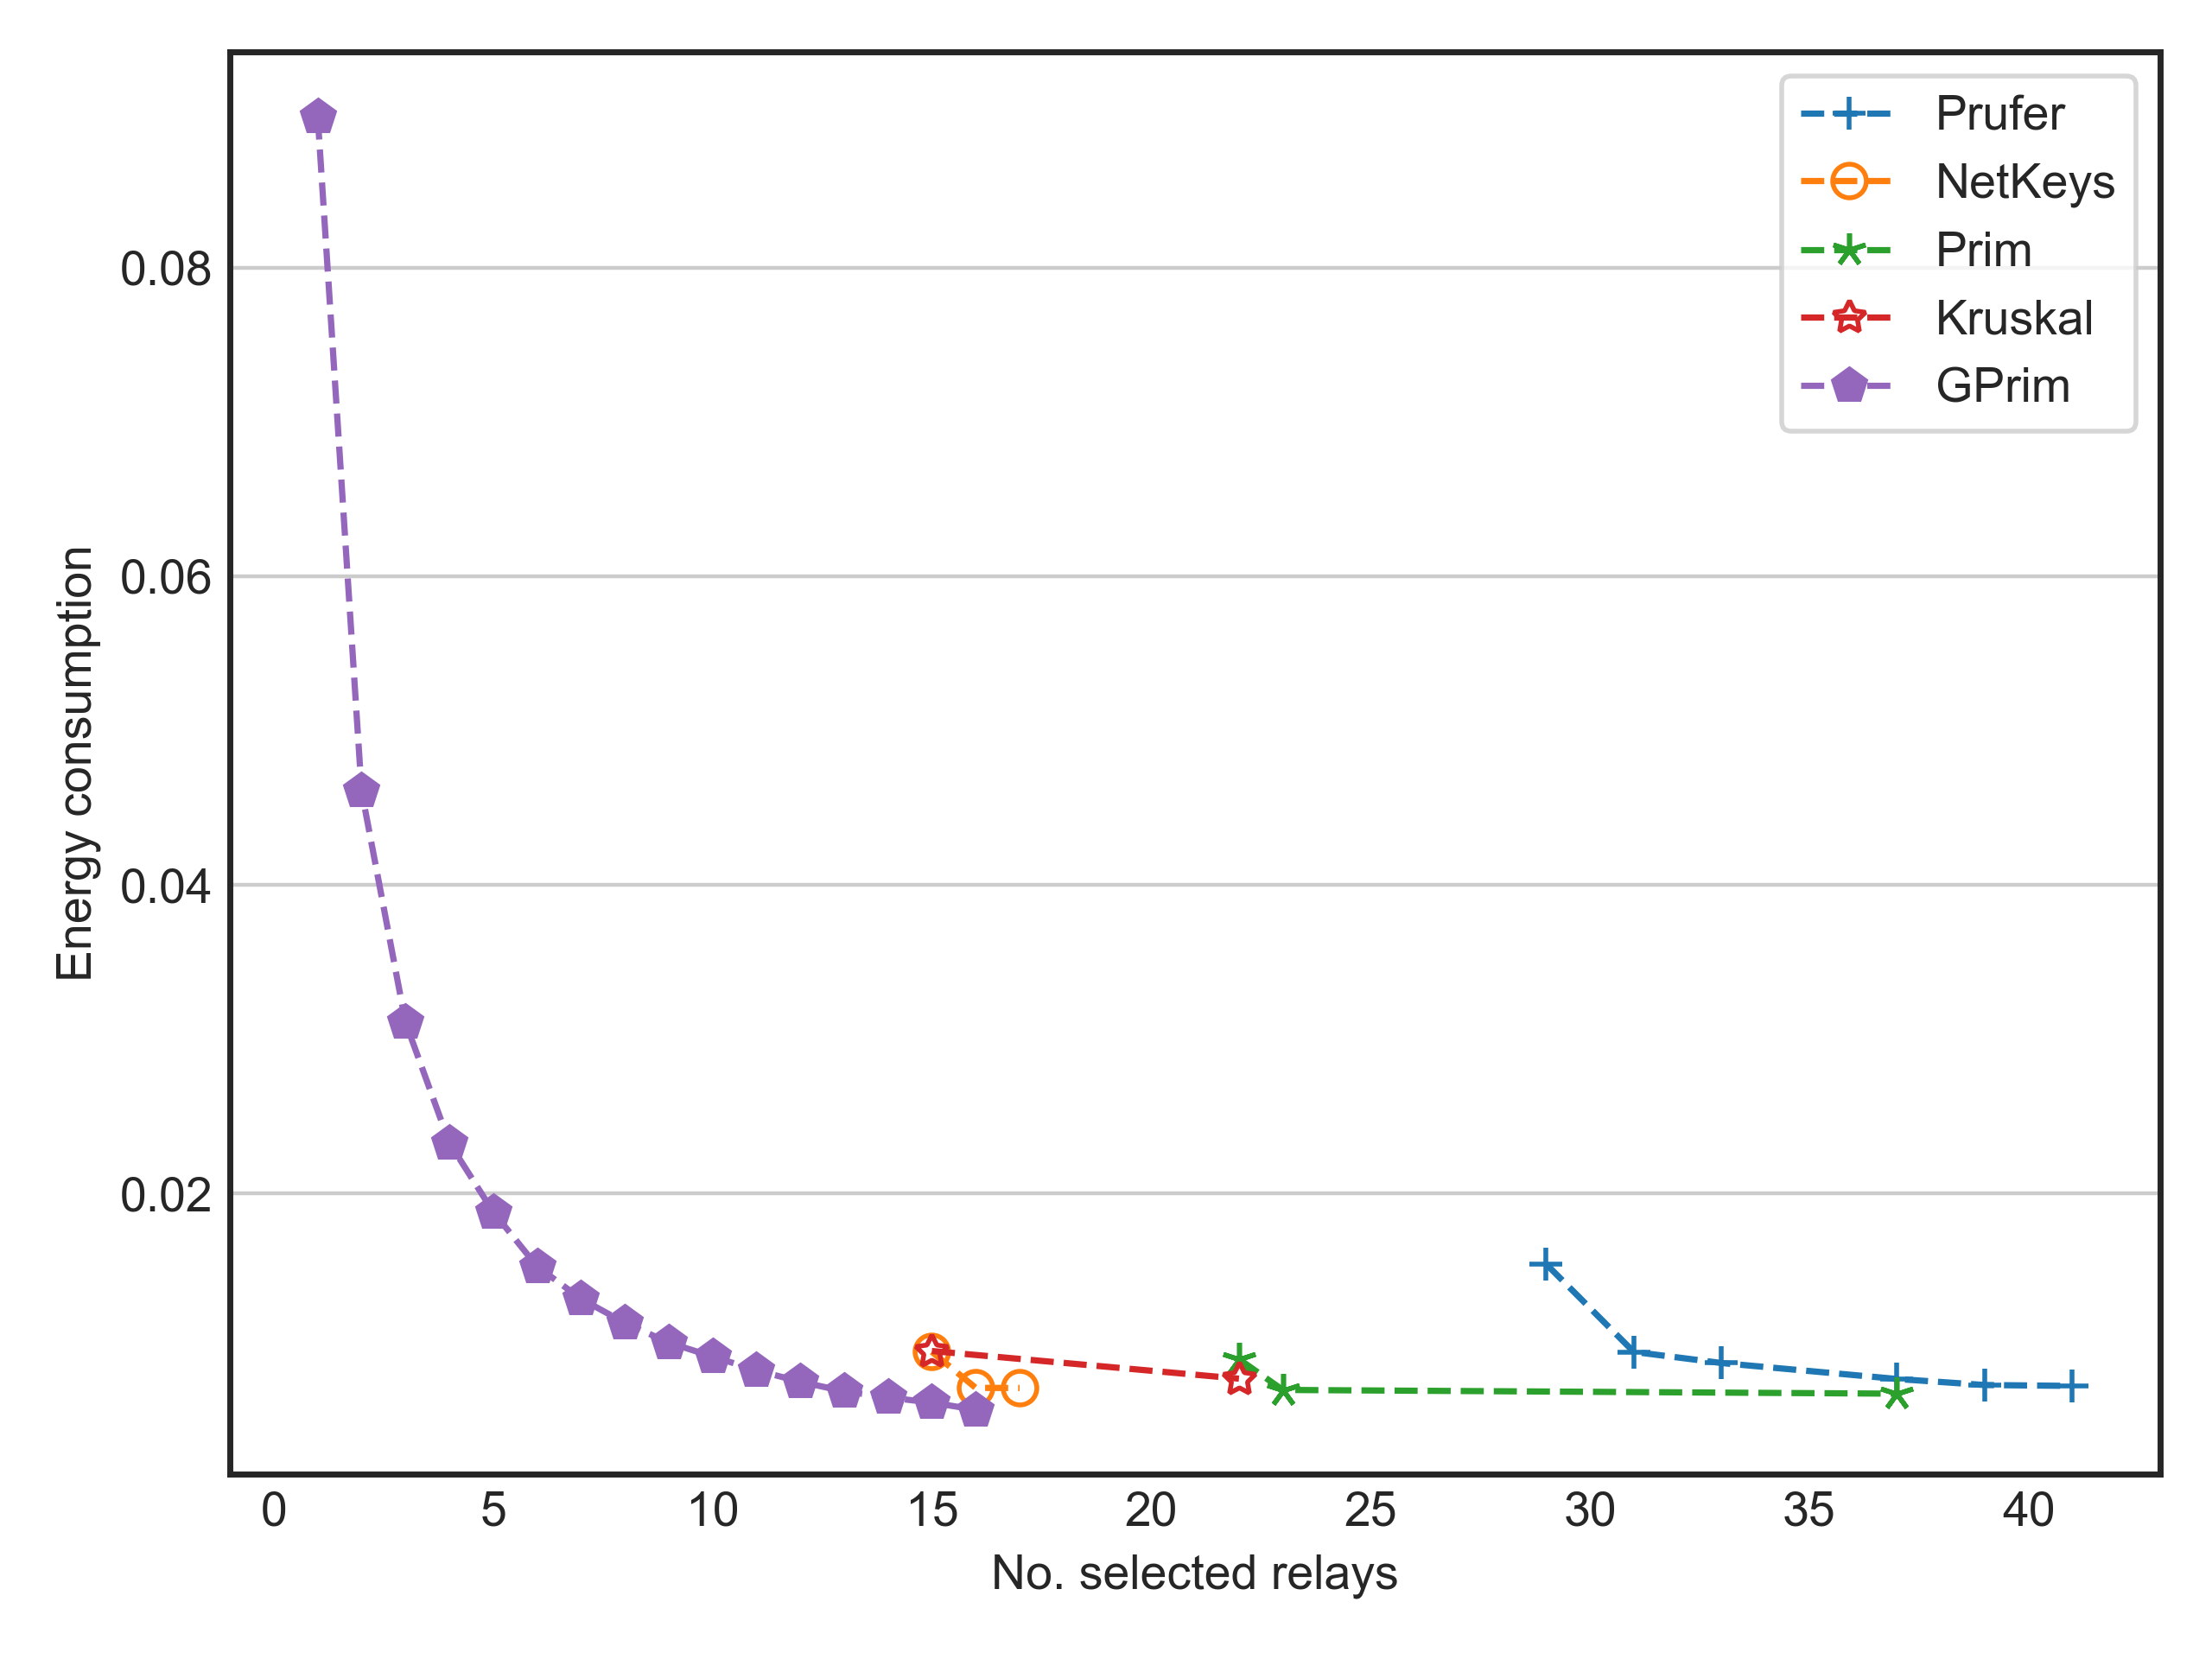 Prufer
NetKeys
Prim
Kruskal
GPrim
Energy consumption
0.08
0.06
0.04
0.02
0 5 10 15 20 25 30 35 40
No. selected relays